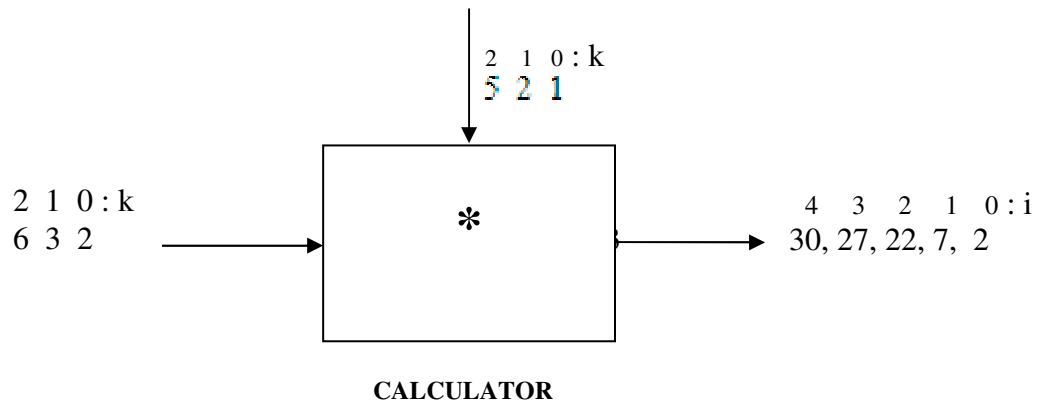 2 1 0 : k
5 2 1
2 1 0 : k
6 3 2
*
4 3 2 1 0 : i
30, 27, 22, 7, 2
CALCULATOR